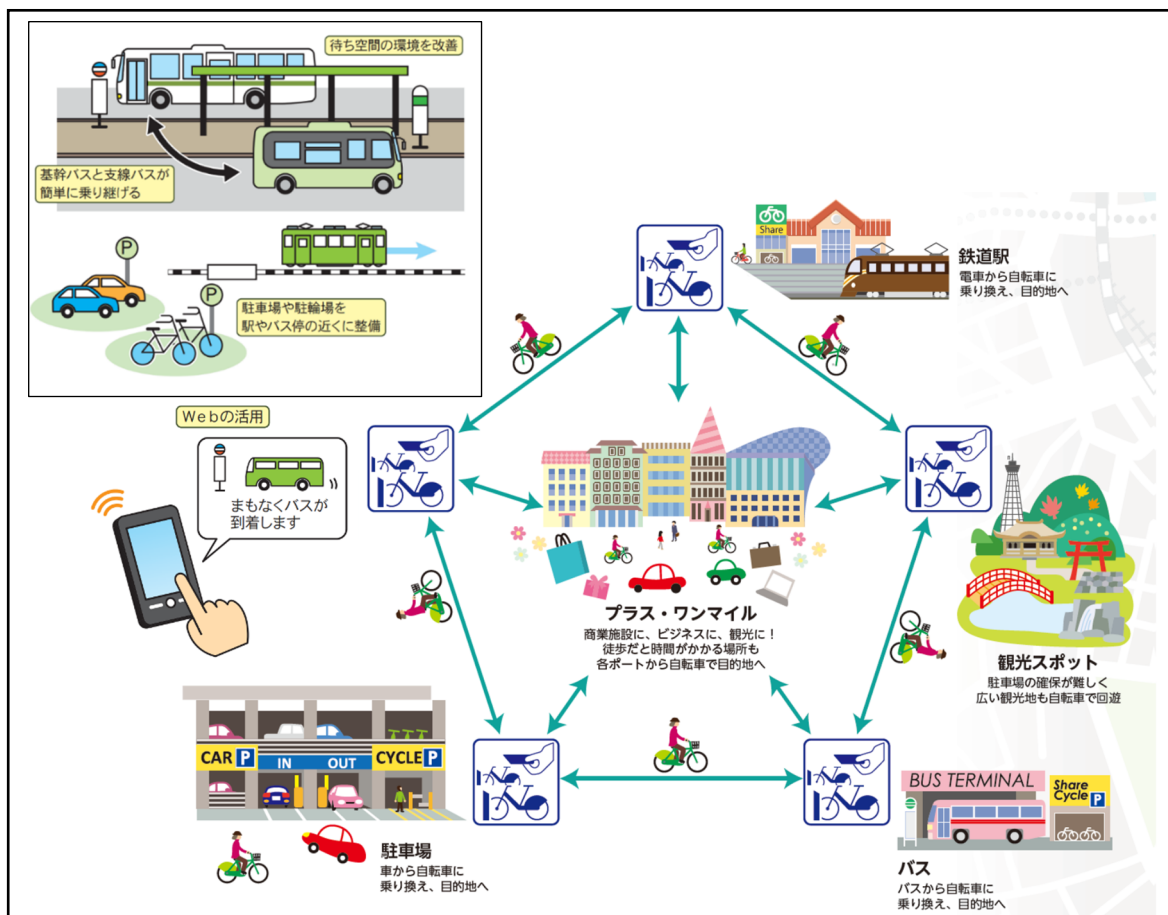 待ち空間の環境を改善
基幹バスと支線バスが
簡単に乗り継げる
P
P
駐車場や駐輪場を
駅やバス停の近くに整備
Share
鉄道駅
電車から自転車に
乗り換え、目的地へ
Webの活用
まもなくバスが
到着します
プラス・ワンマイル
商業施設に、ビジネスに、観光に！
徒歩だと時間がかかる場所も
各ポートから自転車で目的地へ
観光スポット
駐車場の確保が難しく
広い観光地も自転車で回遊
CAR P
IN OUT
CYCLE P
駐車場
車から自転車に
乗り換え、目的地へ
BUS TERMINAL
Share
Cycle
P
バス
バスから自転車に
乗り換え、目的地へ